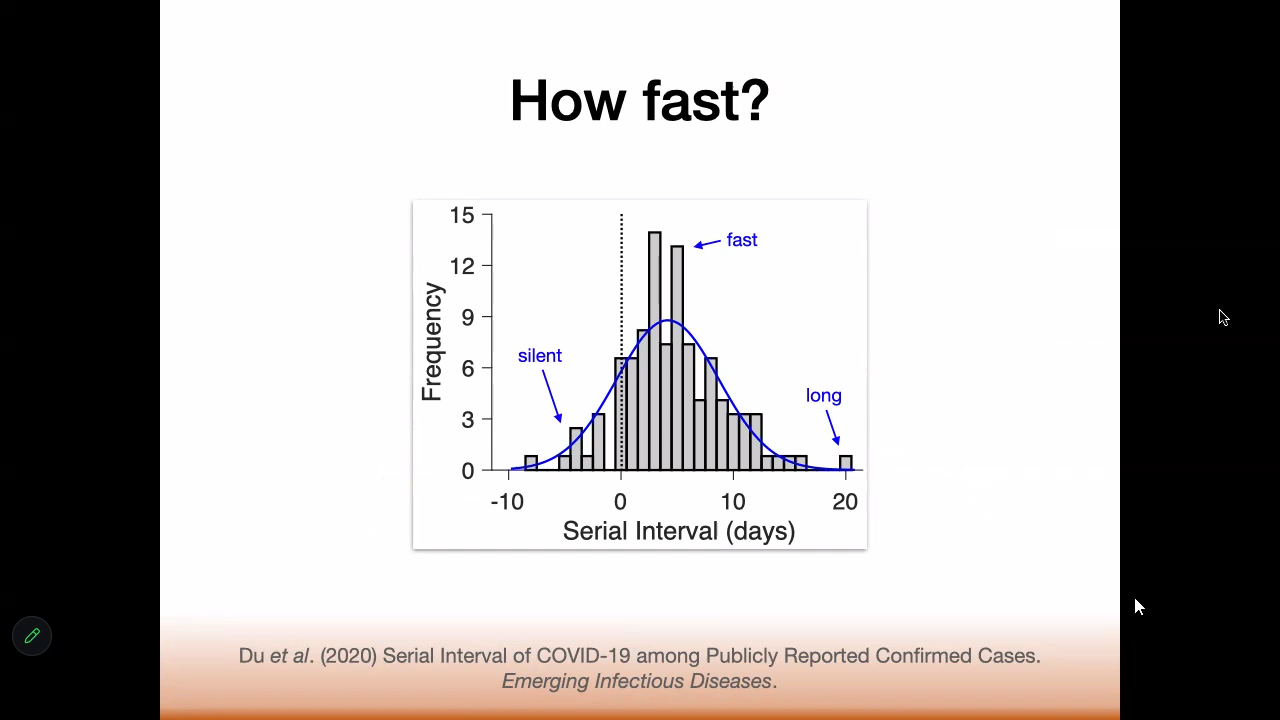 How fast?
15
12
9
6
3
0
Frequency
fast
silent
long
-10 0 10 20
Serial Interval (days)
Du et al. (2020) Serial Interval of COVID-19 among Publicly Reported Confirmed Cases.
Emerging Infectious Diseases.